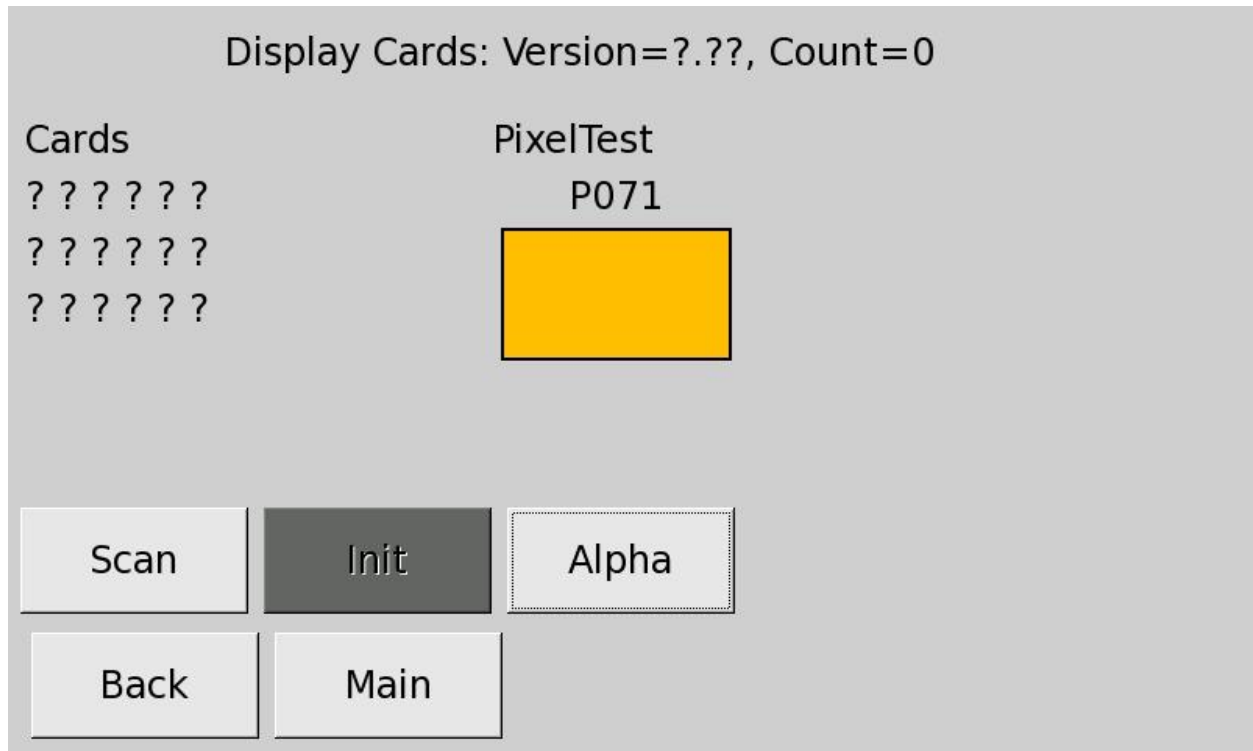 Display Cards: Version=?.??, Count=0
Cards
PixelTest
? ? ? ? ? ?
P071
? ? ? ? ? ?
? ? ? ? ? ?
Scan
Init
Alpha
Back
Main